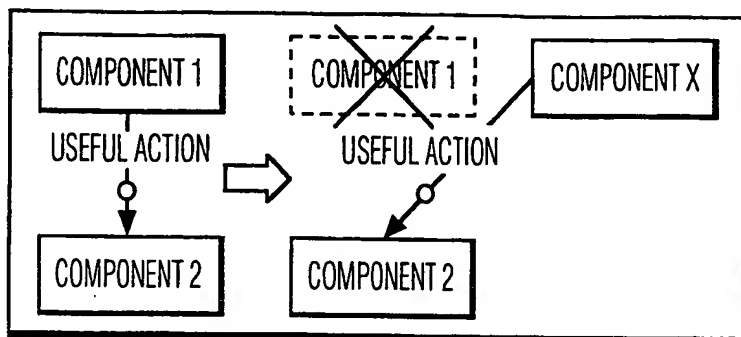 COMPONENT 1
COMPONENT 1
COMPONENT X
USEFUL ACTION
USEFUL ACTION
COMPONENT 2
COMPONENT 2